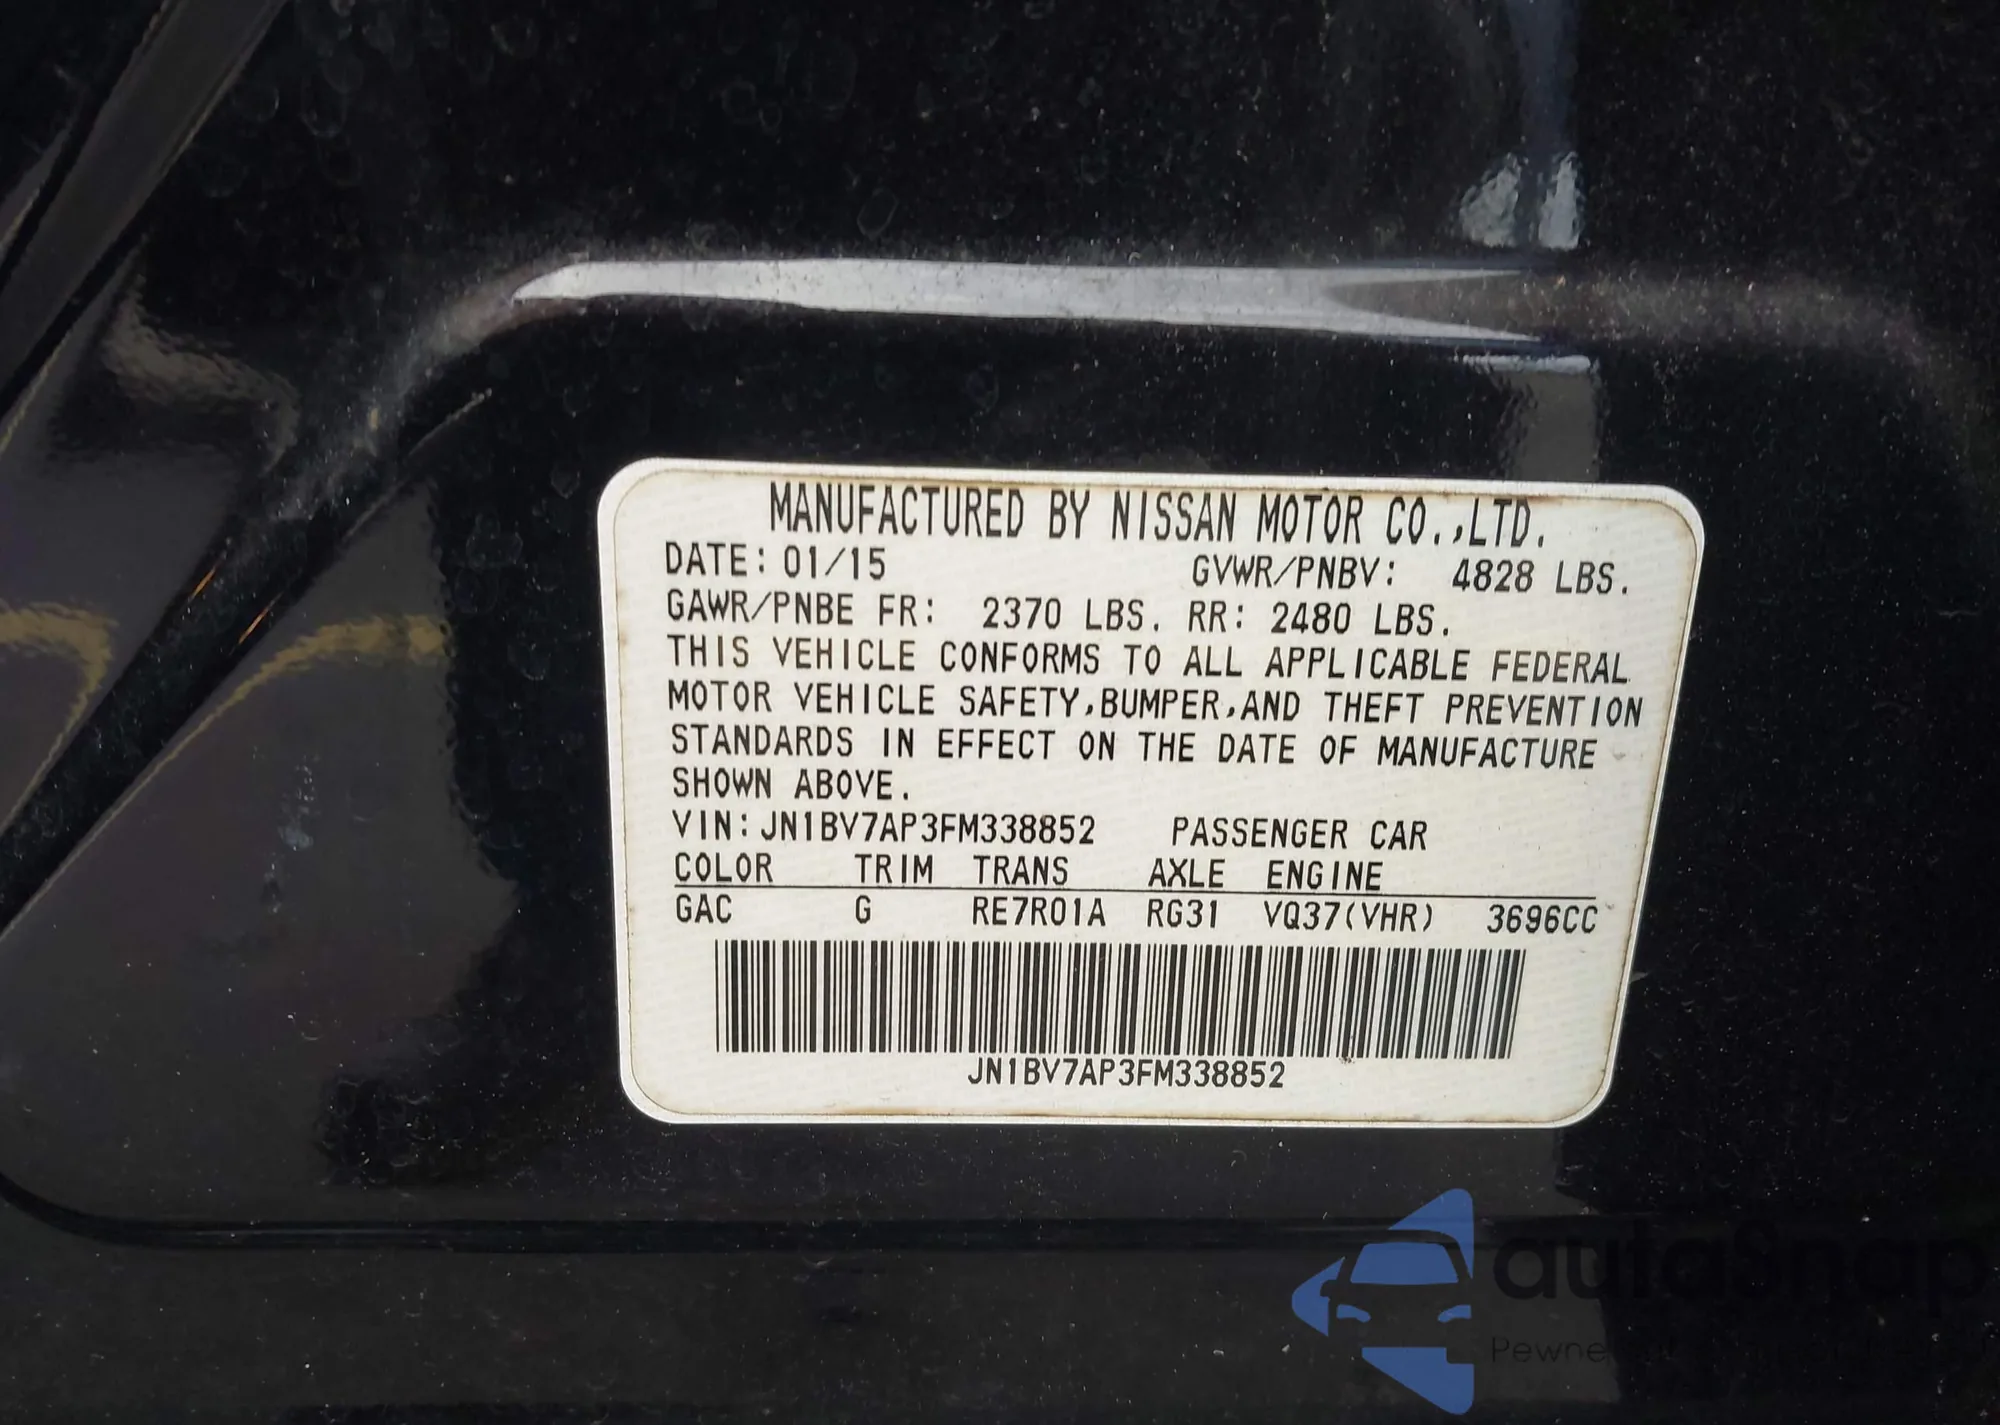 MANUFACTURED BY NISSAN MOTOR CO.,LTD.
DATE: 01/15 GVWR/PNBV: 4828 LBS.
GAWR/PNBE FR: 2370 LBS. RR: 2480 LBS.
THIS VEHICLE CONFORMS TO ALL APPLICABLE FEDERAL
MOTOR VEHICLE SAFETY,BUMPER,AND THEFT PREVENTION
STANDARDS IN EFFECT ON THE DATE OF MANUFACTURE
SHOWN ABOVE.
VIN: JN1BV7AP3FM338852 PASSENGER CAR
COLOR TRIM TRANS AXLE ENGINE
GAC G RE7R01A RG31 VQ37(VHR) 3696CC
JN1BV7AP3FM338852
autaSnap